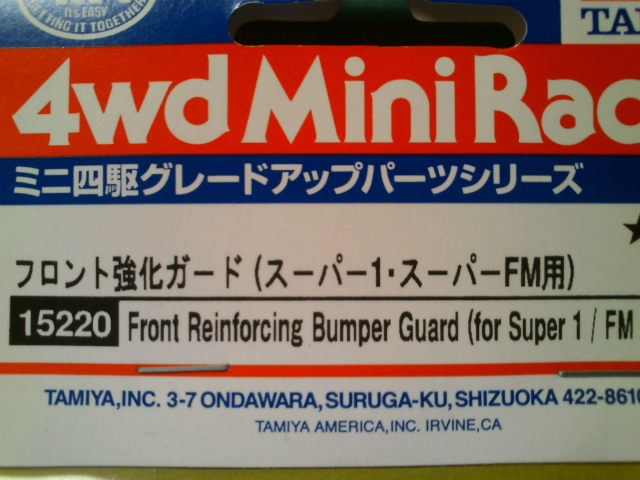 IT'S EASY
PUTTING IT TOGETHER
TA
4wd Mini Rac
ミニ四駆グレードアップパーツシリーズ
フロント強化ガード (スーパー1・スーパーFM用)
15220 Front Reinforcing Bumper Guard (for Super 1 / FM
TAMIYA, INC. 3-7 ONDAWARA, SURUGA-KU, SHIZUOKA 422-8610
TAMIYA AMERICA, INC. IRVINE, CA